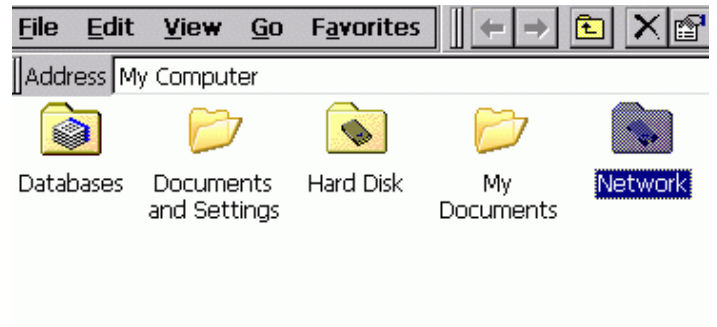 File Edit View Go Favorites
Address My Computer
Databases Documents and Settings Hard Disk My Documents Network